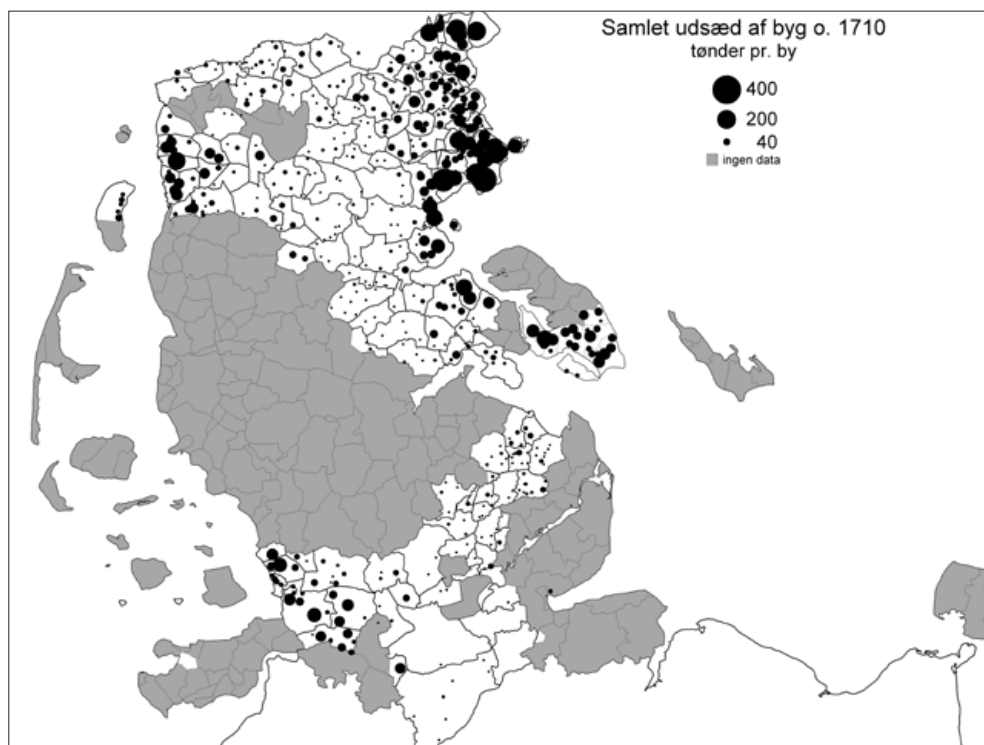 Samlet udsæd af byg o. 1710
tønder pr. by
400
200
40
ingen data